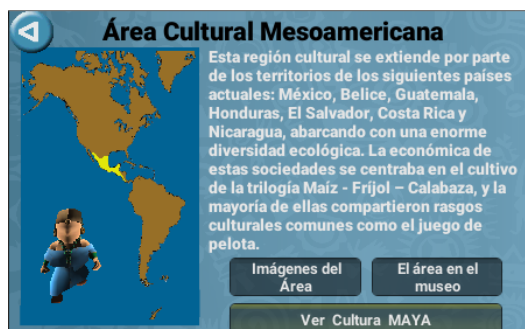 Área Cultural Mesoamericana
Esta región cultural se extiende por parte
de los territorios de los siguientes países
actuales: México, Belice, Guatemala,
Honduras, El Salvador, Costa Rica y
Nicaragua, abarcando con una enorme
diversidad ecológica. La económica de
estas sociedades se centraba en el cultivo
de la trilogía Maíz - Fríjol – Calabaza, y la
mayoría de ellas compartieron rasgos
culturales comunes como el juego de
pelota.
Imágenes del
Área
El área en el
museo
Ver Cultura MAYA